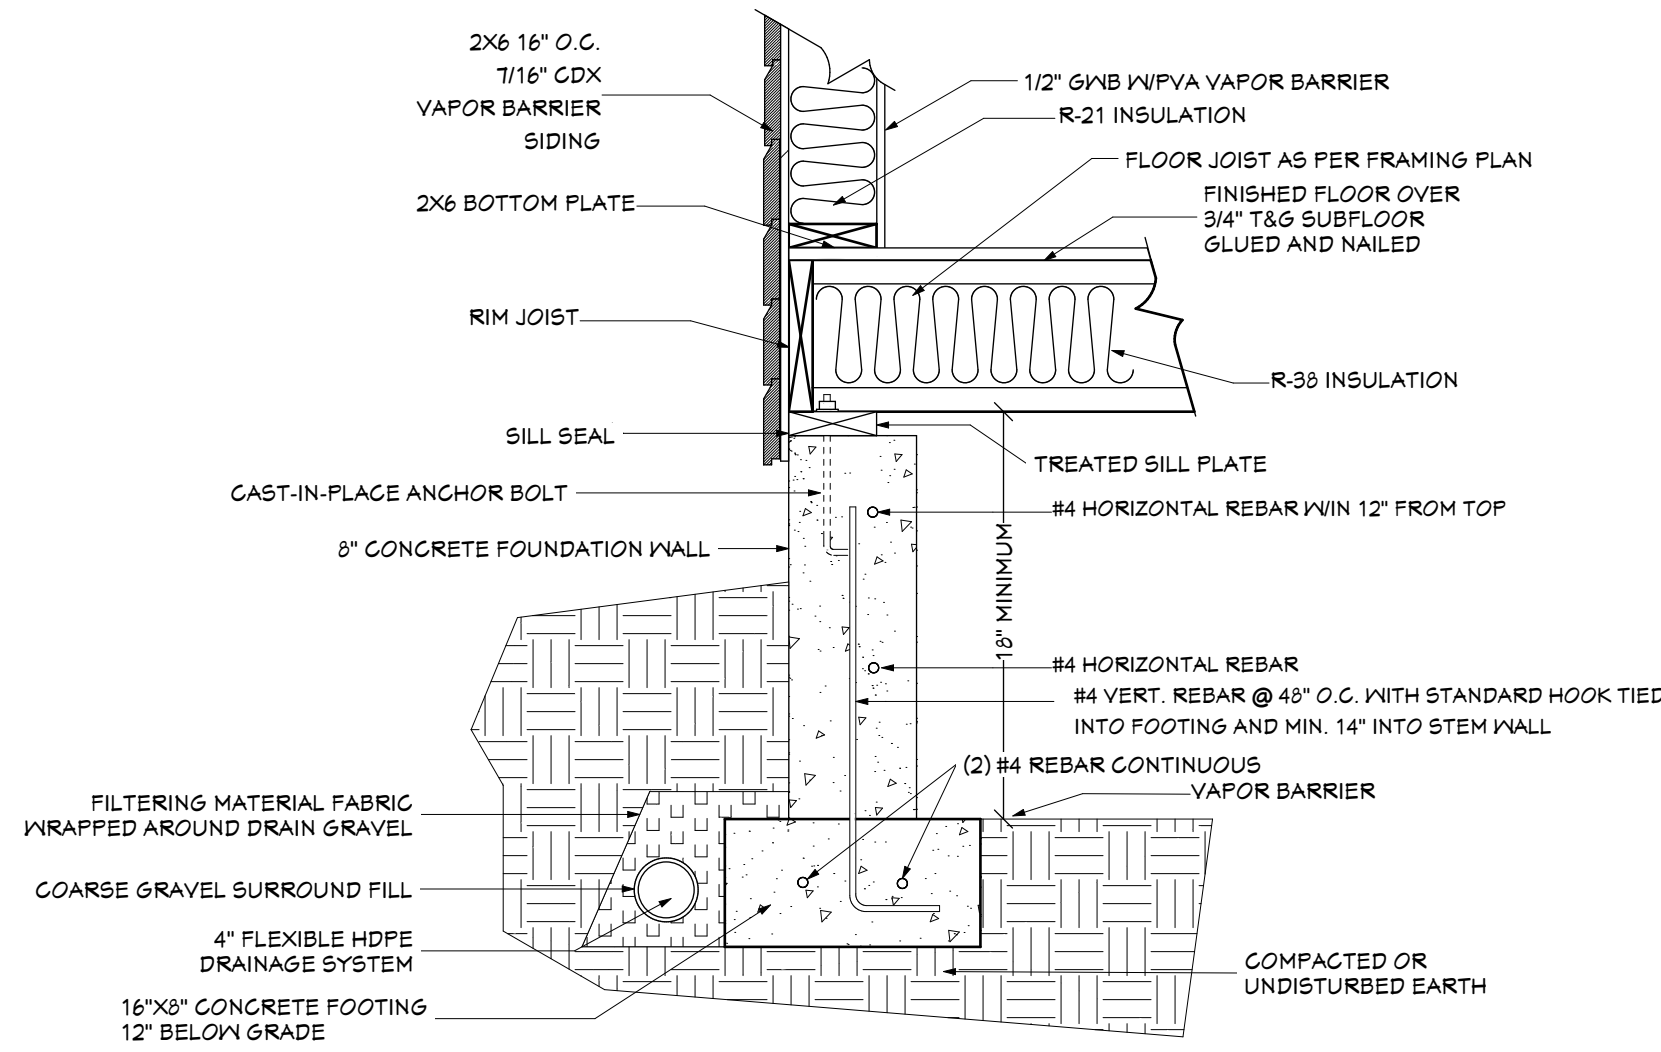 2X6 16" O.C.
7/16" CDX
VAPOR BARRIER
SIDING
2X6 BOTTOM PLATE
RIM JOIST
SILL SEAL
CAST-IN-PLACE ANCHOR BOLT
8" CONCRETE FOUNDATION WALL
FILTERING MATERIAL FABRIC
WRAPPED AROUND DRAIN GRAVEL
COARSE GRAVEL SURROUND FILL
4" FLEXIBLE HDPE
DRAINAGE SYSTEM
16"X8" CONCRETE FOOTING
12" BELOW GRADE
1/2" GWB W/PVA VAPOR BARRIER
R-21 INSULATION
FLOOR JOIST AS PER FRAMING PLAN
FINISHED FLOOR OVER
3/4" T&G SUBFLOOR
GLUED AND NAILED
R-38 INSULATION
TREATED SILL PLATE
#4 HORIZONTAL REBAR W/IN 12" FROM TOP
18" MINIMUM
#4 HORIZONTAL REBAR
#4 VERT. REBAR @ 48" O.C. WITH STANDARD HOOK TIED
INTO FOOTING AND MIN. 14" INTO STEM WALL
(2) #4 REBAR CONTINUOUS
VAPOR BARRIER
COMPACTED OR
UNDISTURBED EARTH